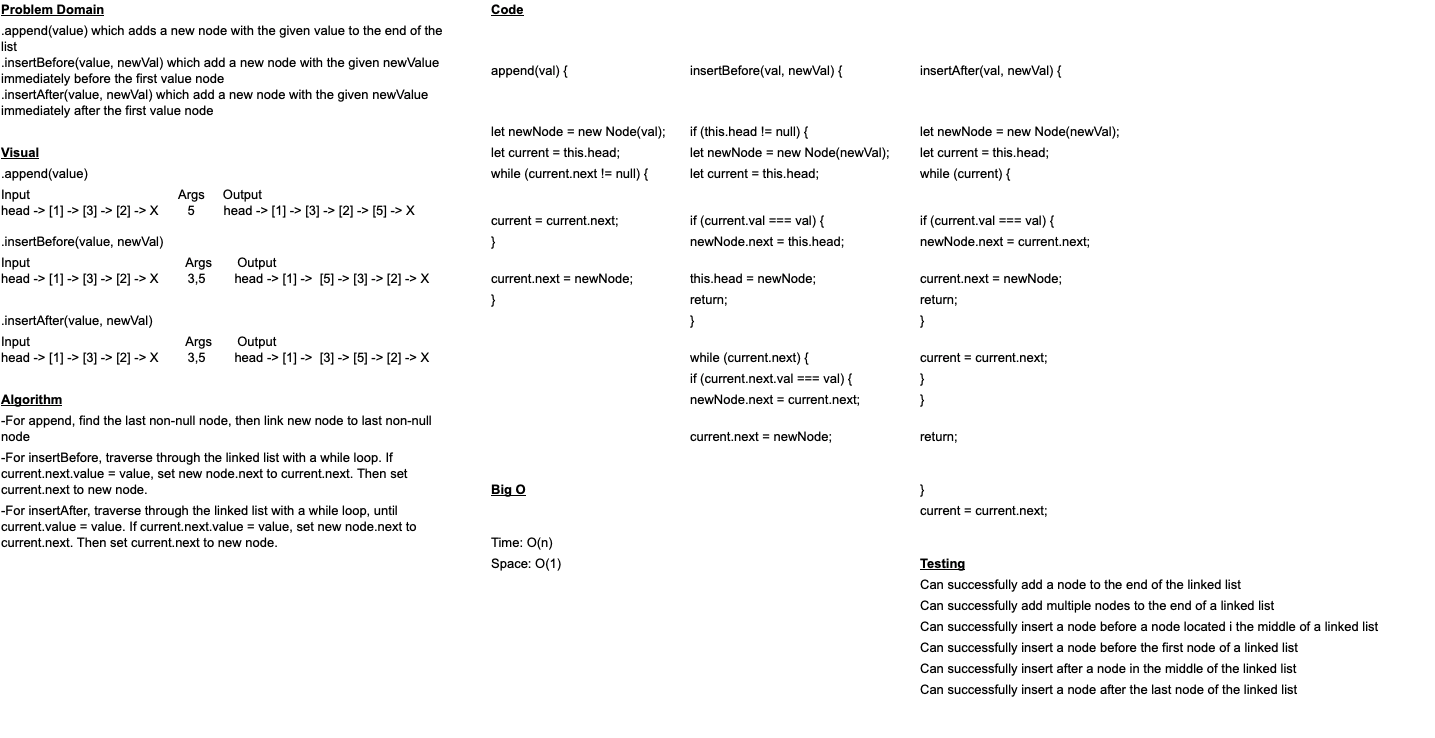 Problem Domain
.append(value) which adds a new node with the given value to the end of the
list
.insertBefore(value, newVal) which add a new node with the given newValue
immediately before the first value node
.insertAfter(value, newVal) which add a new node with the given newValue
immediately after the first value node
Visual
.append(value)
Input Args Output
head -> [1] -> [3] -> [2] -> X 5 head -> [1] -> [3] -> [2] -> [5] -> X
.insertBefore(value, newVal)
Input Args Output
head -> [1] -> [3] -> [2] -> X 3,5 head -> [1] -> [5] -> [3] -> [2] -> X
.insertAfter(value, newVal)
Input Args Output
head -> [1] -> [3] -> [2] -> X 3,5 head -> [1] -> [3] -> [5] -> [2] -> X
Algorithm
-For append, find the last non-null node, then link new node to last non-null
node
-For insertBefore, traverse through the linked list with a while loop. If
current.next.value = value, set new node.next to current.next. Then set
current.next to new node.
-For insertAfter, traverse through the linked list with a while loop, until
current.value = value. If current.next.value = value, set new node.next to
current.next. Then set current.next to new node.
Code
append(val) {
let newNode = new Node(val);
let current = this.head;
while (current.next != null) {
current = current.next;
}
current.next = newNode;
}
insertBefore(val, newVal) {
if (this.head != null) {
let newNode = new Node(newVal);
let current = this.head;
if (current.val === val) {
newNode.next = this.head;
this.head = newNode;
return;
}
while (current.next) {
if (current.next.val === val) {
newNode.next = current.next;
current.next = newNode;
insertAfter(val, newVal) {
let newNode = new Node(newVal);
let current = this.head;
while (current) {
if (current.val === val) {
newNode.next = current.next;
current.next = newNode;
return;
}
current = current.next;
}
}
return;
}
current = current.next;
Big O
Time: O(n)
Space: O(1)
Testing
Can successfully add a node to the end of the linked list
Can successfully add multiple nodes to the end of a linked list
Can successfully insert a node before a node located i the middle of a linked list
Can successfully insert a node before the first node of a linked list
Can successfully insert after a node in the middle of the linked list
Can successfully insert a node after the last node of the linked list